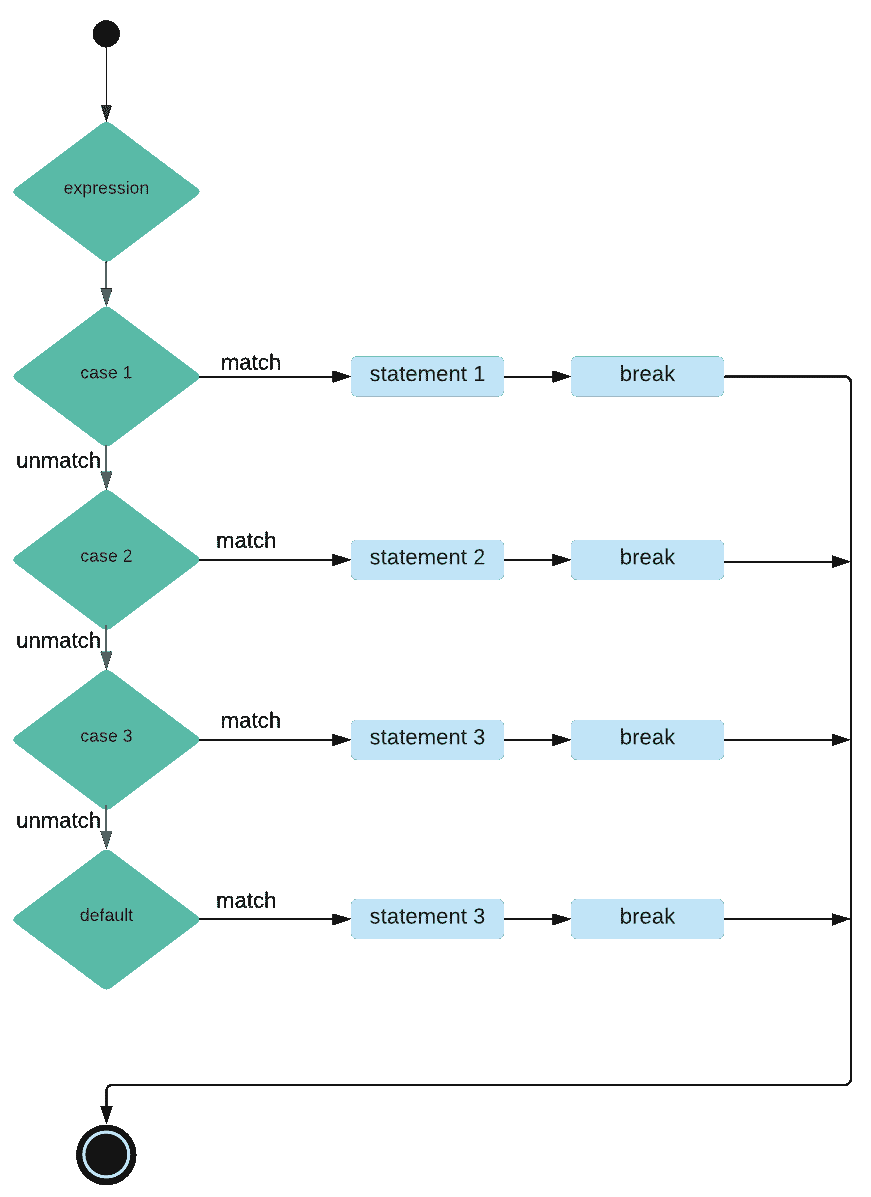 expression
case 1
match
statement 1
break
unmatch
case 2
match
statement 2
break
unmatch
case 3
match
statement 3
break
unmatch
default
match
statement 3
break